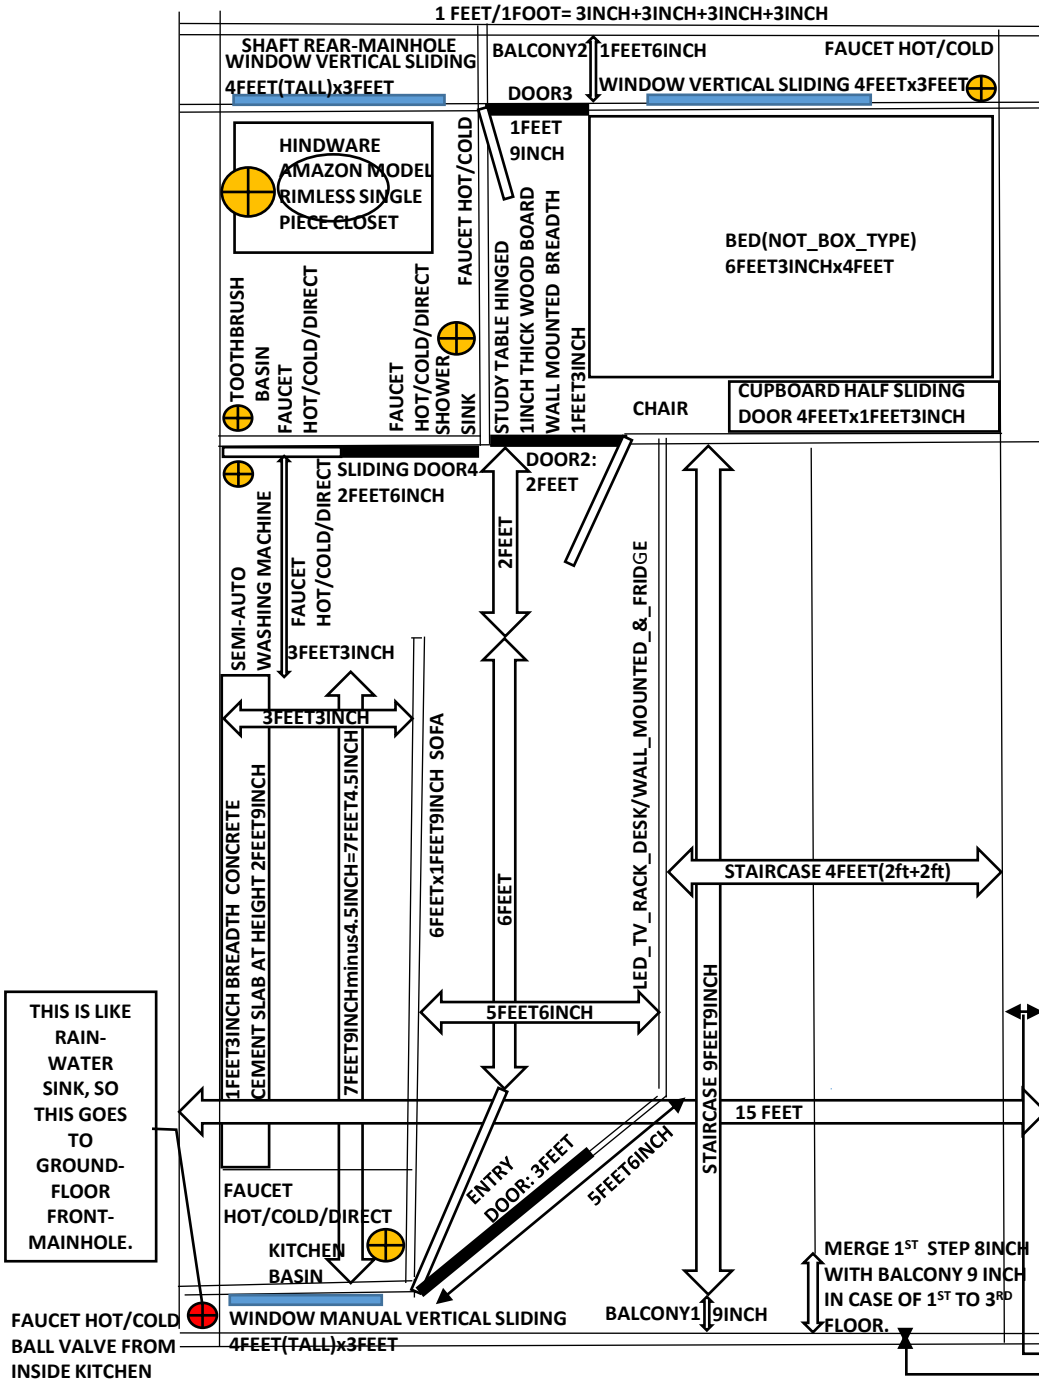 1 FEET/1FOOT= 3INCH+3INCH+3INCH+3INCH
SHAFT REAR-MAINHOLE
WINDOW VERTICAL SLIDING
4FEET(TALL)x3FEET
BALCONY2
1FEET6INCH
FAUCET HOT/COLD
WINDOW VERTICAL SLIDING 4FEETx3FEET
DOOR3
1FEET
9INCH
HINDWARE
AMAZON MODEL
RIMLESS SINGLE
PIECE CLOSET
FAUCET HOT/COLD
BED(NOT_BOX_TYPE)
6FEET3INCHx4FEET
STUDY TABLE HINGED
1INCH THICK WOOD BOARD
WALL MOUNTED BREADTH
1FEET3INCH
TOOTHBRUSH
BASIN
FAUCET
HOT/COLD/DIRECT
FAUCET
HOT/COLD/DIRECT
SHOWER
SINK
CHAIR
CUPBOARD HALF SLIDING
DOOR 4FEETx1FEET3INCH
SLIDING DOOR4
2FEET6INCH
DOOR2:
2FEET
SEMI-AUTO
WASHING MACHINE
FAUCET
HOT/COLD/DIRECT
2FEET
3FEET3INCH
3FEET3INCH
LED_TV_RACK_DESK/WALL_MOUNTED_&_FRIDGE
1FEET3INCH BREADTH CONCRETE
CEMENT SLAB AT HEIGHT 2FEET9INCH
7FEET9INCHminus4.5INCH=7FEET4.5INCH
6FEETx1FEET9INCH SOFA
6FEET
STAIRCASE 4FEET(2ft+2ft)
STAIRCASE 9FEET9INCH
5FEET6INCH
THIS IS LIKE
RAIN-
WATER
SINK, SO
THIS GOES
TO
GROUND-
FLOOR
FRONT-
MAINHOLE.
15 FEET
ENTRY
DOOR: 3FEET
5FEET6INCH
FAUCET
HOT/COLD/DIRECT
KITCHEN
BASIN
MERGE 1ST STEP 8INCH
WITH BALCONY 9 INCH
IN CASE OF 1ST TO 3RD
FLOOR.
BALCONY1
9INCH
WINDOW MANUAL VERTICAL SLIDING
4FEET(TALL)x3FEET
FAUCET HOT/COLD
BALL VALVE FROM
INSIDE KITCHEN